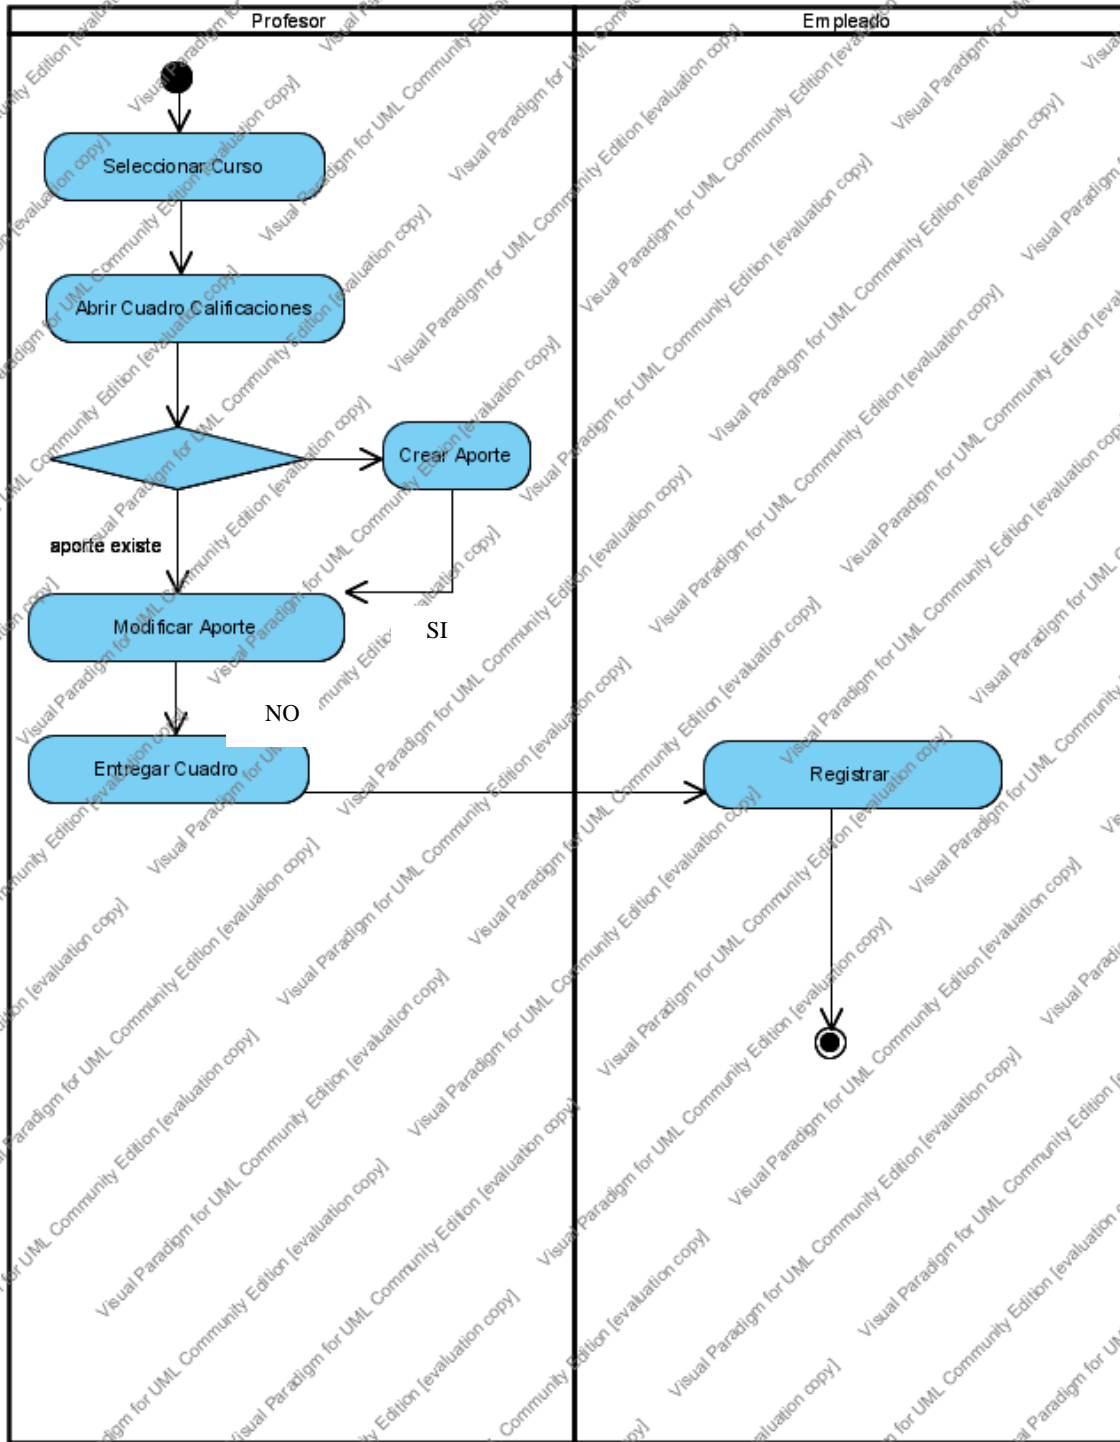 Profesor
Empleado
Seleccionar Curso
Abrir Cuadro Calificaciones
Crear Aporte
aporte existe
Modificar Aporte
SI
NO
Entregar Cuadro
Registrar
Visual Paradigm for UML Community Edition [evaluation copy]